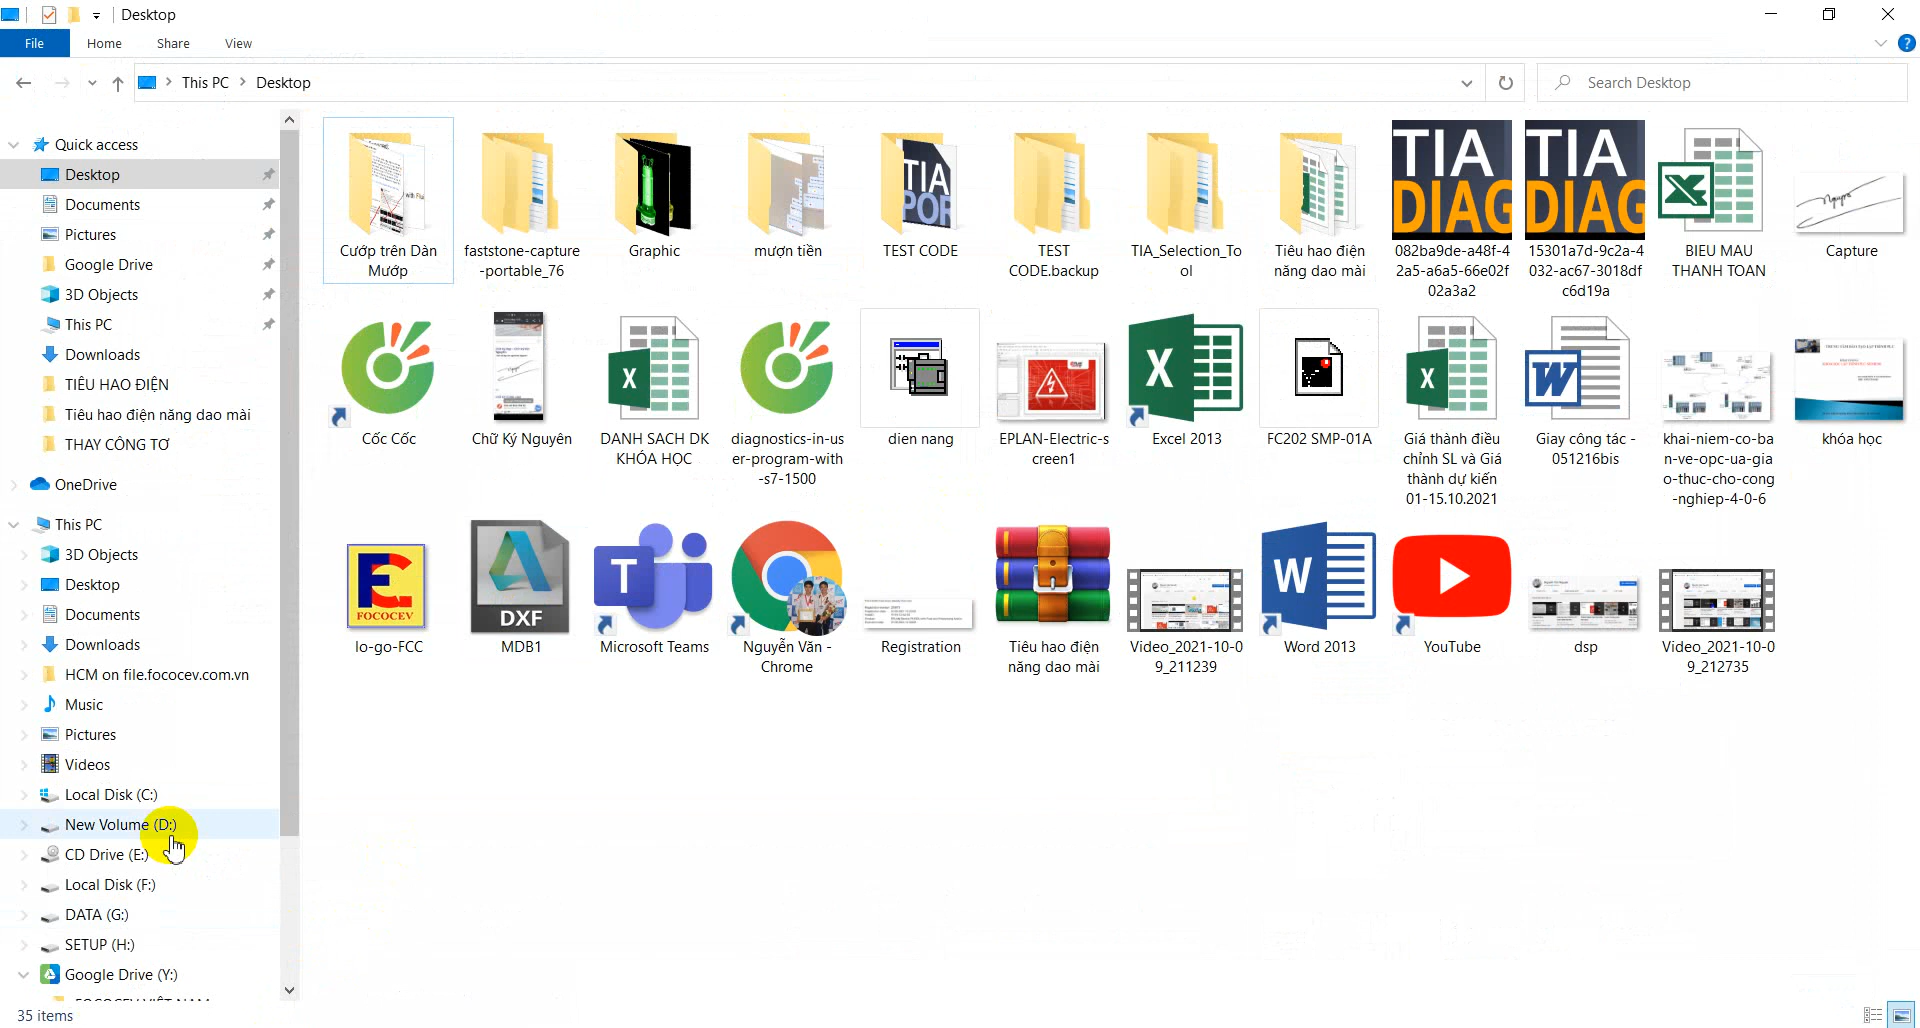 Desktop
File
Home
Share
View
This PC
Desktop
Search Desktop
Quick access
Desktop
Documents
Pictures
Google Drive
3D Objects
This PC
Downloads
TIÊU HAO ĐIỆN
Tiêu hao điện năng dao mài
THAY CÔNG TƠ
OneDrive
This PC
3D Objects
Desktop
Documents
Downloads
HCM on file.fococev.com.vn
Music
Pictures
Videos
Local Disk (C:)
New Volume (D:)
CD Drive (E:)
Local Disk (F:)
DATA (G:)
SETUP (H:)
Google Drive (Y:)
35 items
Cướp trên Dàn
Mướp
faststone-capture
-portable_76
Graphic
mượn tiền
TIA
POR
TEST CODE
TEST
CODE.backup
TIA_Selection_To
ol
Tiêu hao điện
năng dao mài
TIA
DIAG
082ba9de-a48f-4
2a5-a6a5-66e02f
02a3a2
TIA
DIAG
15301a7d-9c2a-4
032-ac67-3018df
c6d19a
BIEU MAU
THANH TOAN
Capture
Cốc Cốc
Chữ Ký Nguyên
X
DANH SACH DK
KHÓA HỌC
diagnostics-in-us
er-program-with
-s7-1500
dien nang
EPLAN-Electric-s
creen1
X
Excel 2013
FC202 SMP-01A
X
Giá thành điều
chỉnh SL và Giá
thành dự kiến
01-15.10.2021
W
Giay công tác -
051216bis
khai-niem-co-ba
n-ve-opc-ua-gia
o-thuc-cho-cong
-nghiep-4-0-6
khóa học
FOCOCEV
lo-go-FCC
DXF
MDB1
T
Microsoft Teams
Nguyễn Văn -
Chrome
Registration
Tiêu hao điện
năng dao mài
Video_2021-10-0
9_211239
W
Word 2013
YouTube
dsp
Video_2021-10-0
9_212735